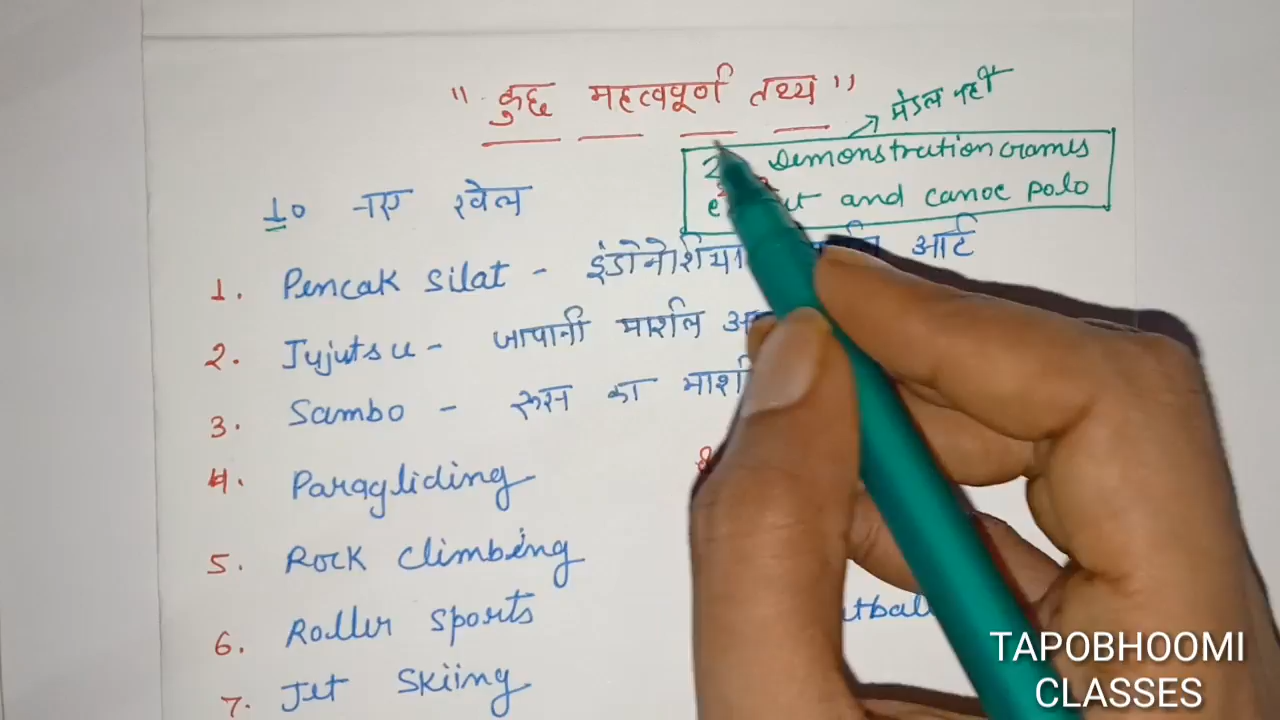 " कुछ महत्वपूर्ण तथ्य "
मेडल नहीं
2 Demonstration Games
and canoe polo
10 नए खेल
1. Pencak Silat - इंडोनेशिया आर्ट
2. Jujutsu - जापानी मार्शल
3. Sambo - रूस का
4. Paragliding
5. Rock climbing
6. Roller sports
7. Jet skiing
TAPOBHOOMI
CLASSES